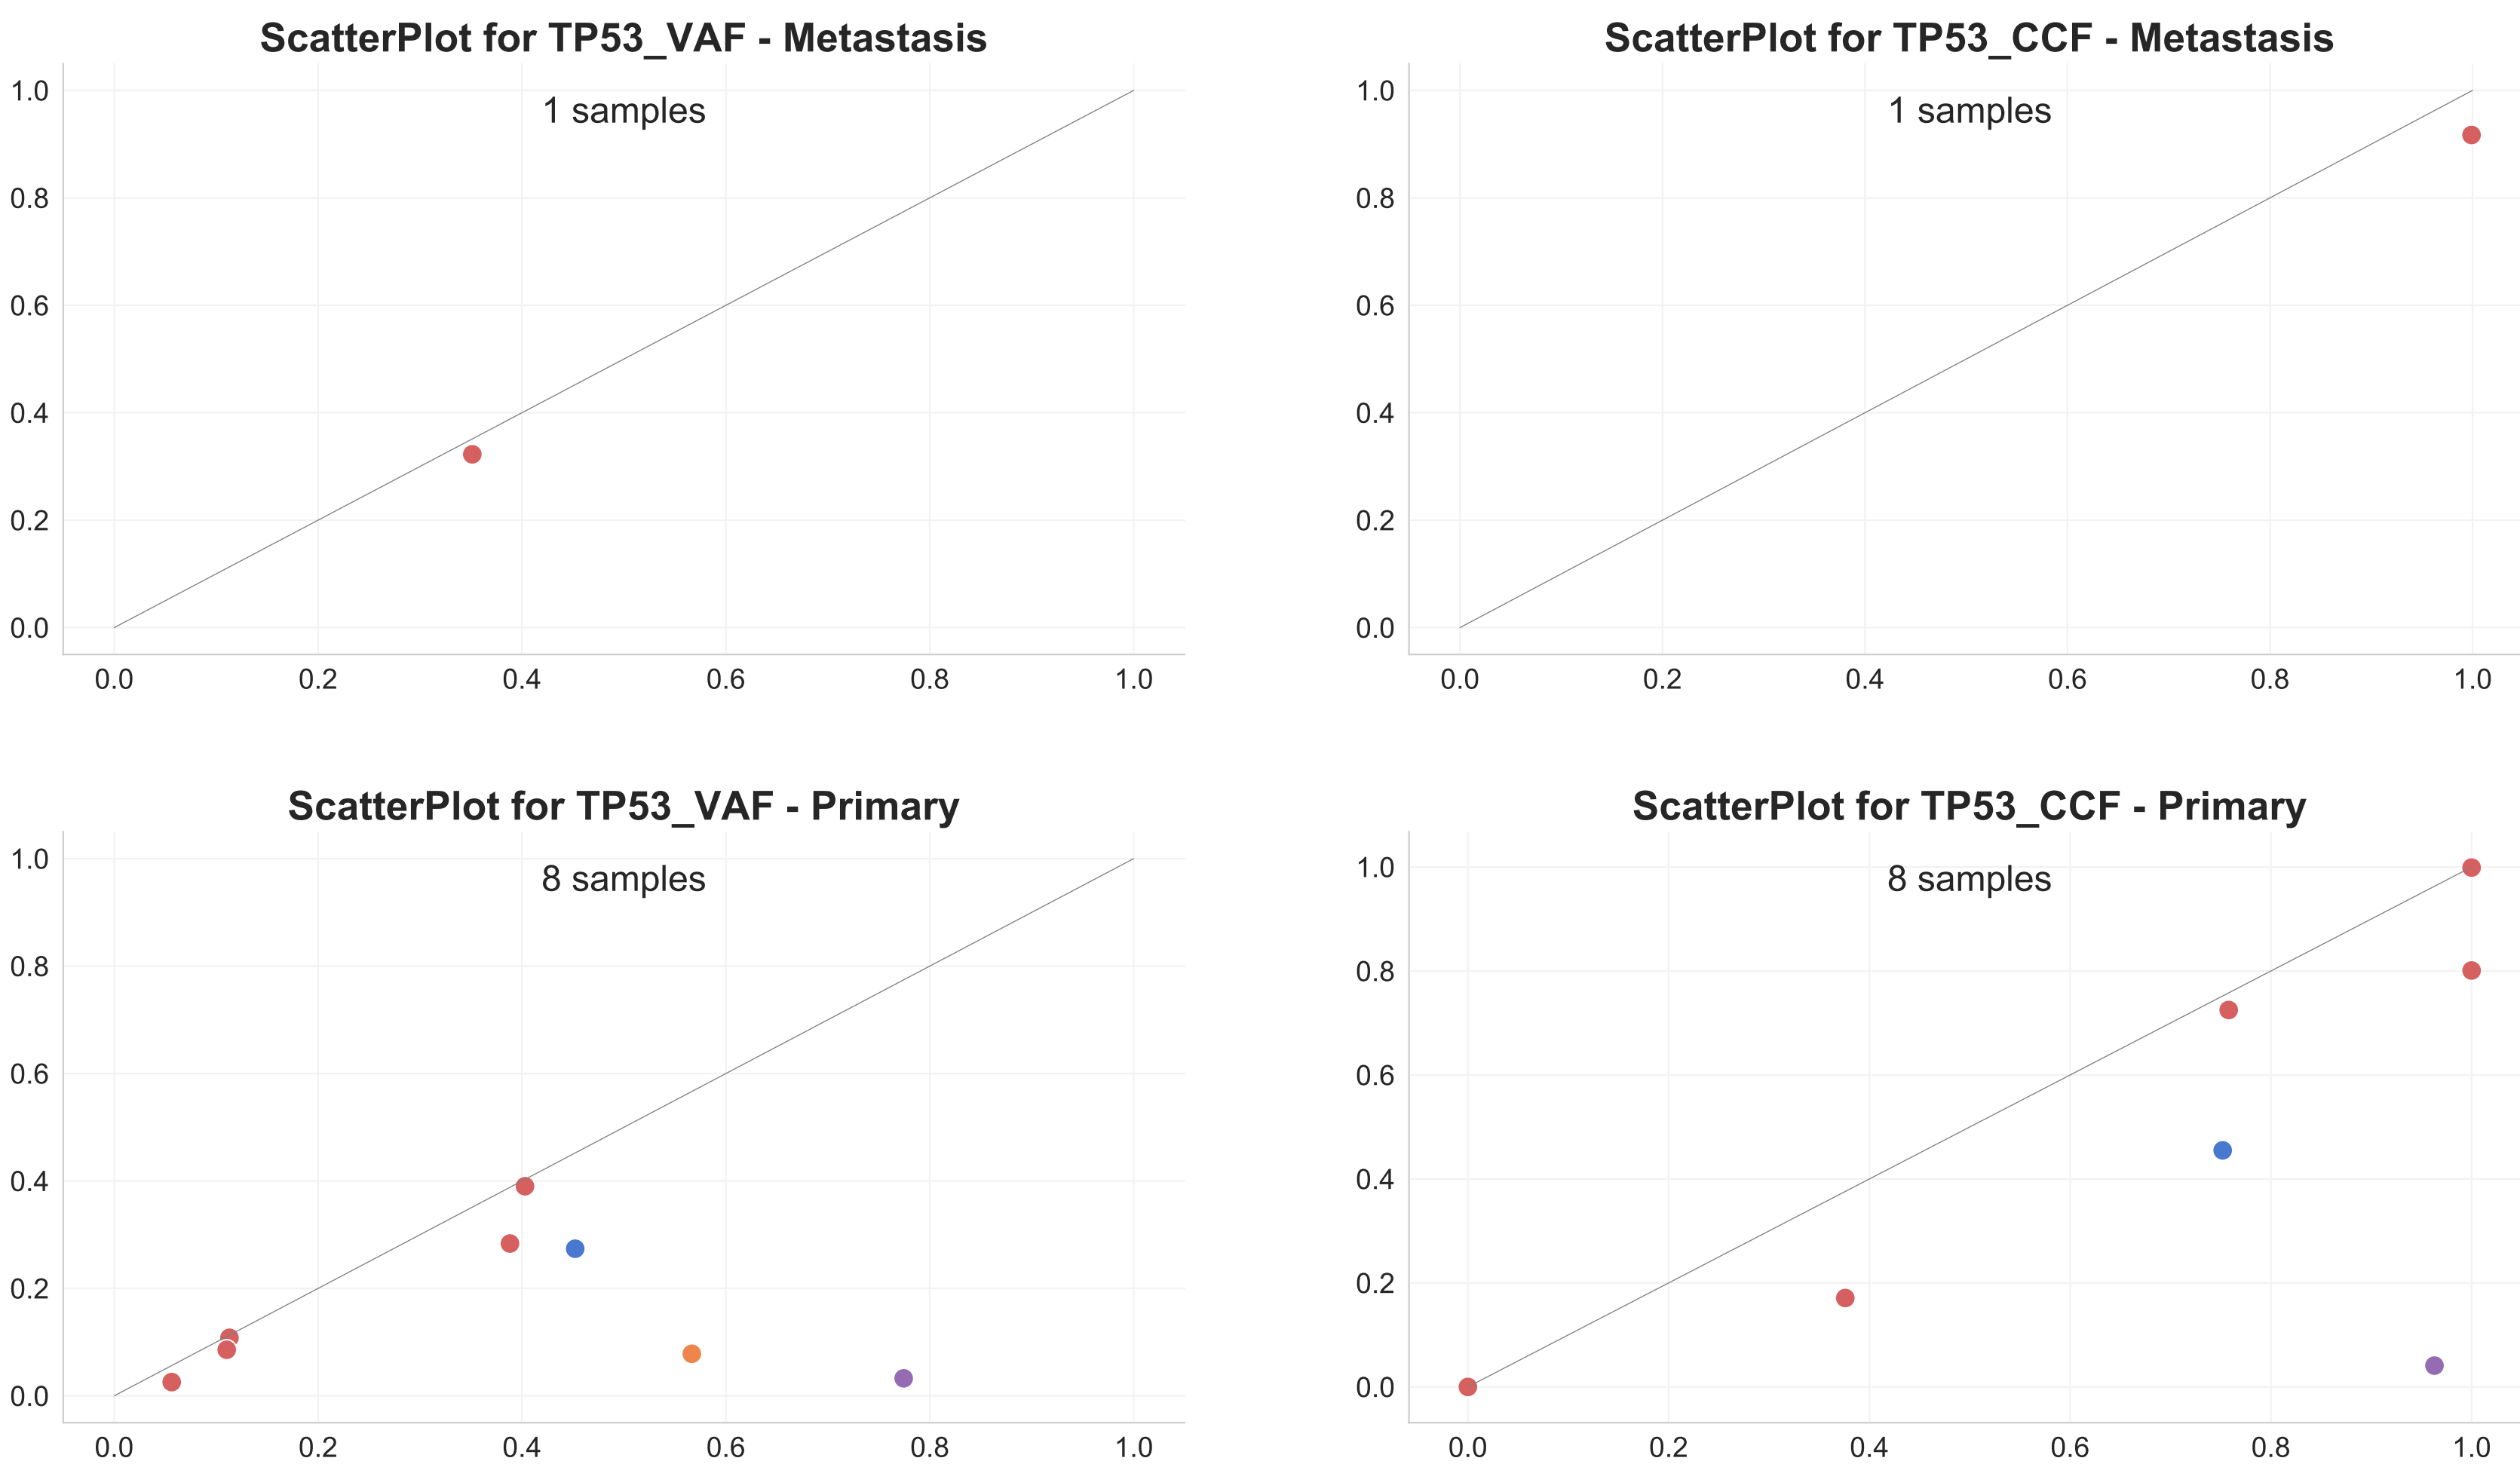 ScatterPlot for TP53_VAF - Metastasis
1 samples
1.0
0.8
0.6
0.4
0.2
0.0
0.0 0.2 0.4 0.6 0.8 1.0
ScatterPlot for TP53_CCF - Metastasis
1 samples
1.0
0.8
0.6
0.4
0.2
0.0
0.0 0.2 0.4 0.6 0.8 1.0
ScatterPlot for TP53_VAF - Primary
8 samples
1.0
0.8
0.6
0.4
0.2
0.0
0.0 0.2 0.4 0.6 0.8 1.0
ScatterPlot for TP53_CCF - Primary
8 samples
1.0
0.8
0.6
0.4
0.2
0.0
0.0 0.2 0.4 0.6 0.8 1.0